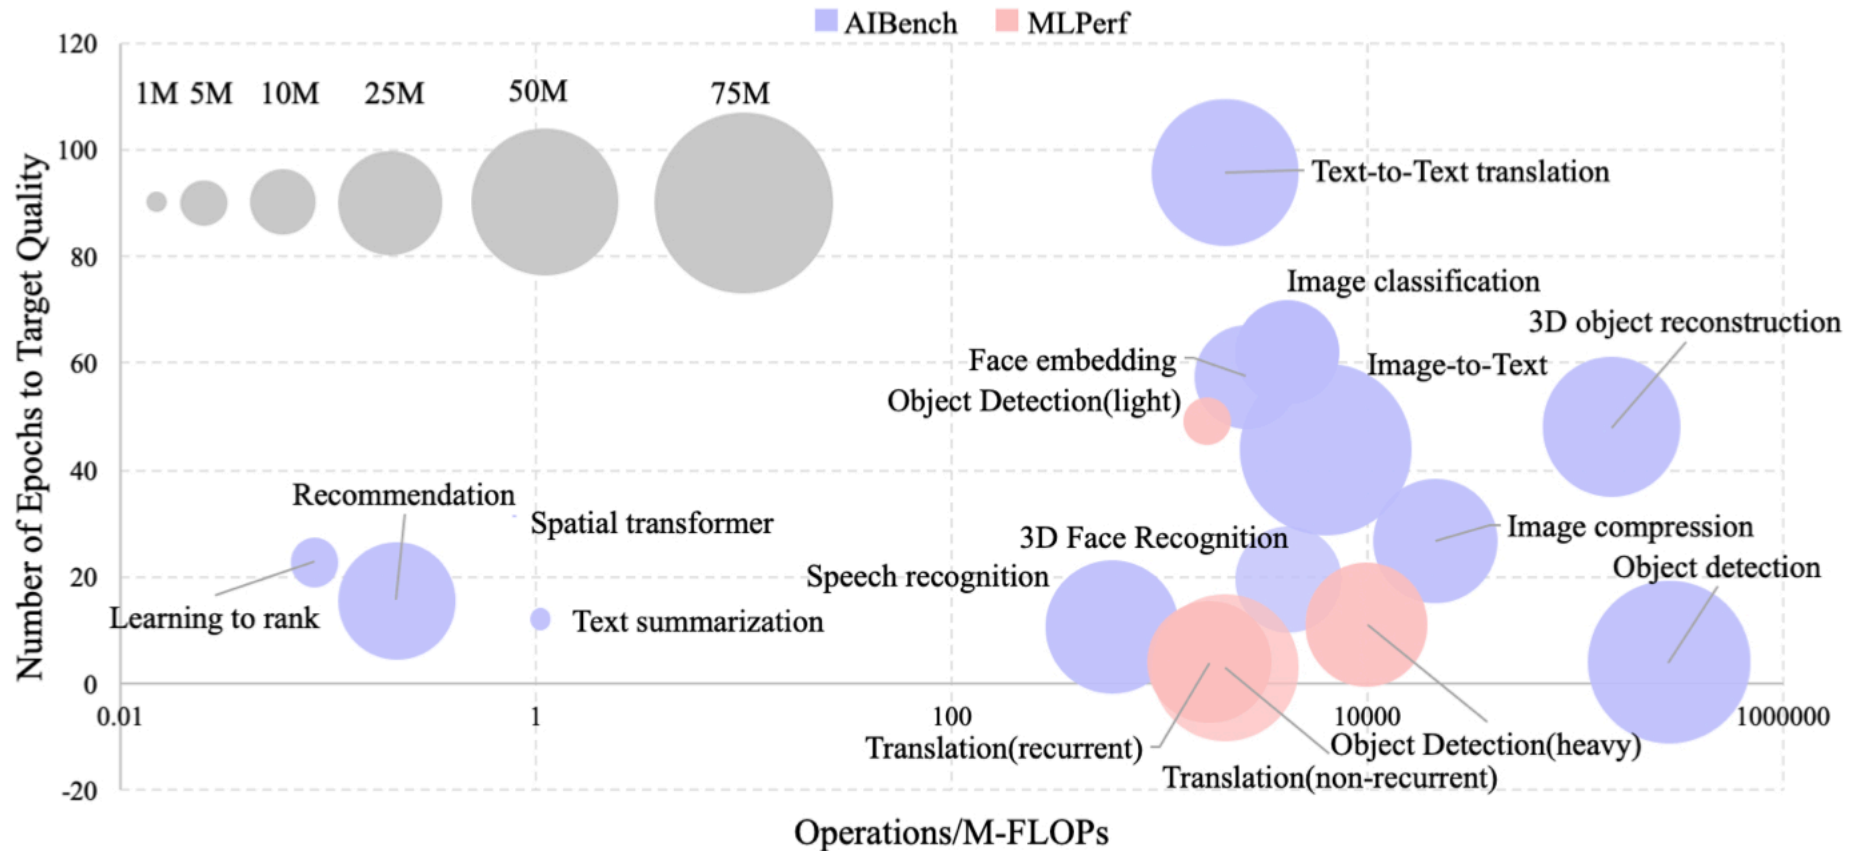 AIBench MLPerf
120
1M 5M 10M 25M 50M 75M
100
Text-to-Text translation
80
Image classification
3D object reconstruction
60
Face embedding
Image-to-Text
Object Detection(light)
40
Recommendation
Spatial transformer
3D Face Recognition
Image compression
20
Speech recognition
Object detection
Learning to rank
Text summarization
0
0.01 1 100 10000 1000000
Translation(recurrent)
Object Detection(heavy)
Translation(non-recurrent)
-20
Number of Epochs to Target Quality
Operations/M-FLOPs